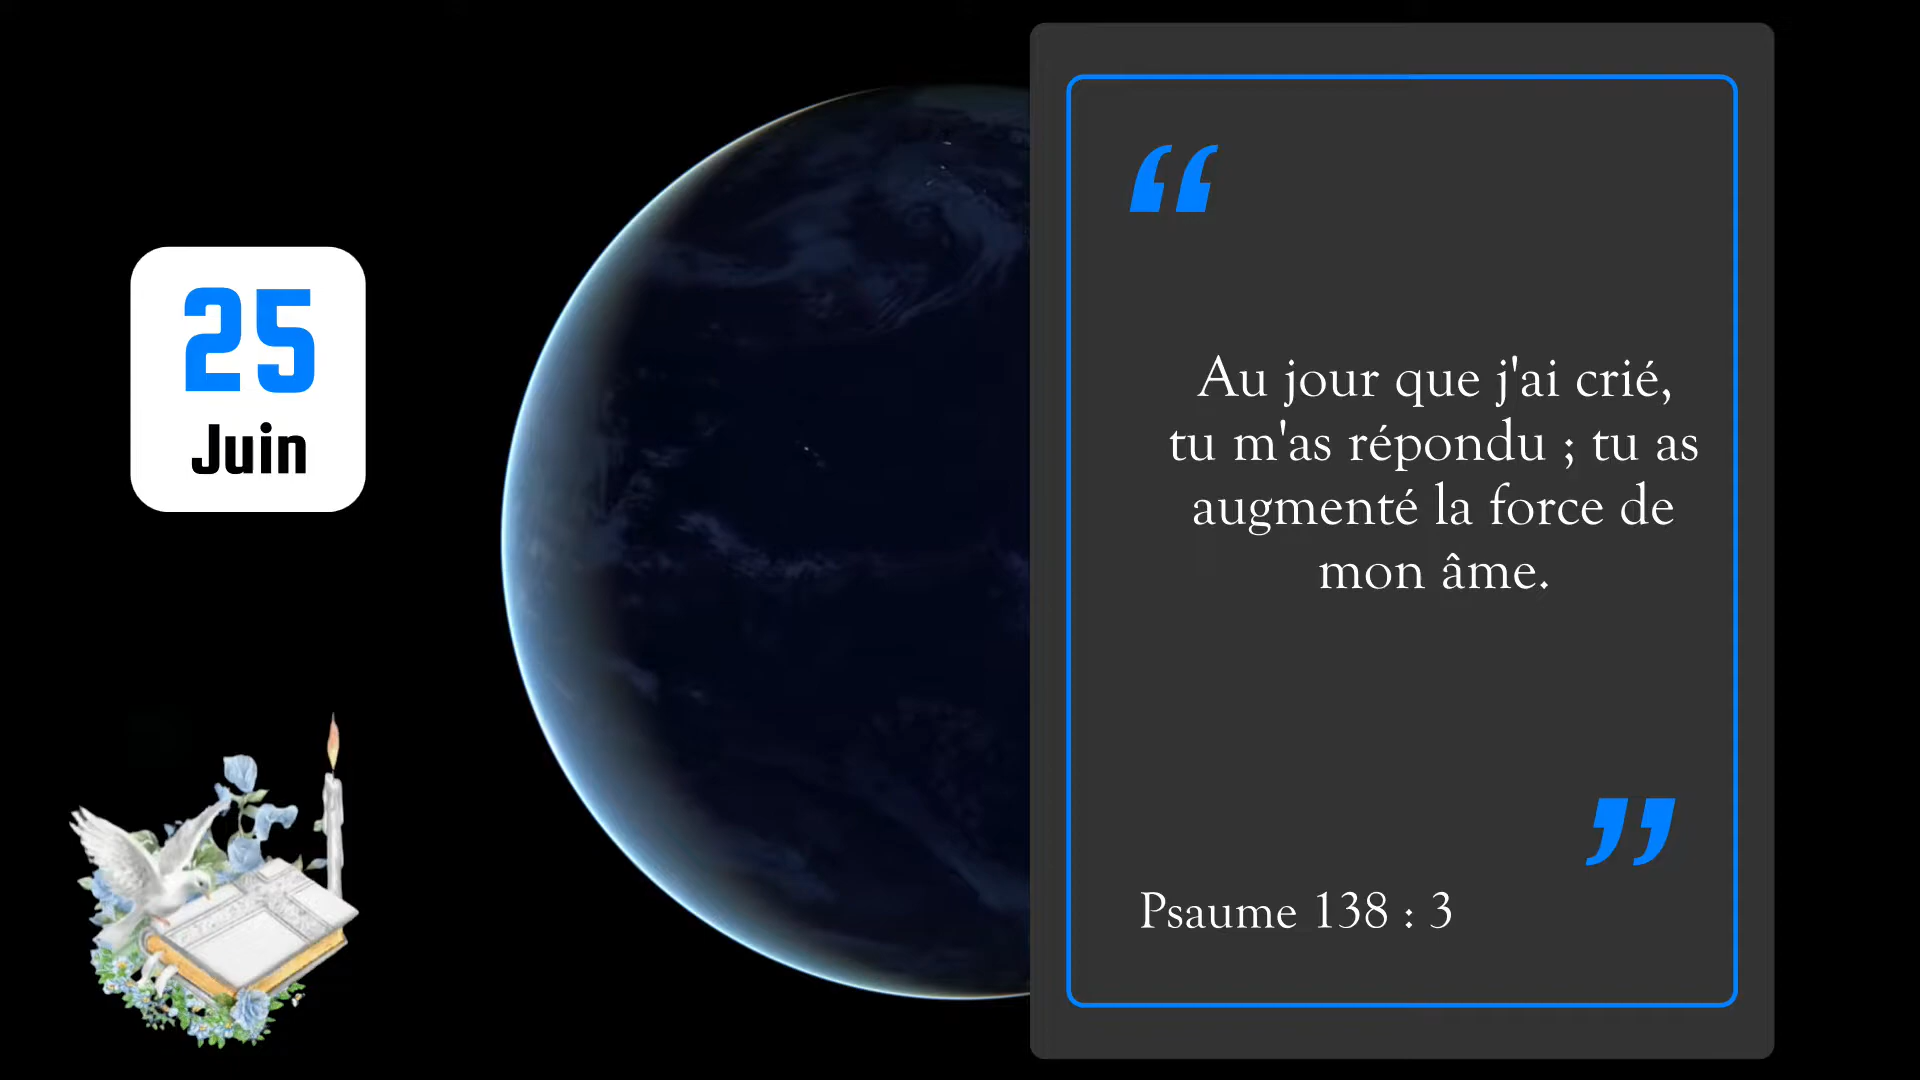 25
Juin
“
Au jour que j'ai crié,
tu m'as répondu ; tu as
augmenté la force de
mon âme.
”
Psaume 138 : 3